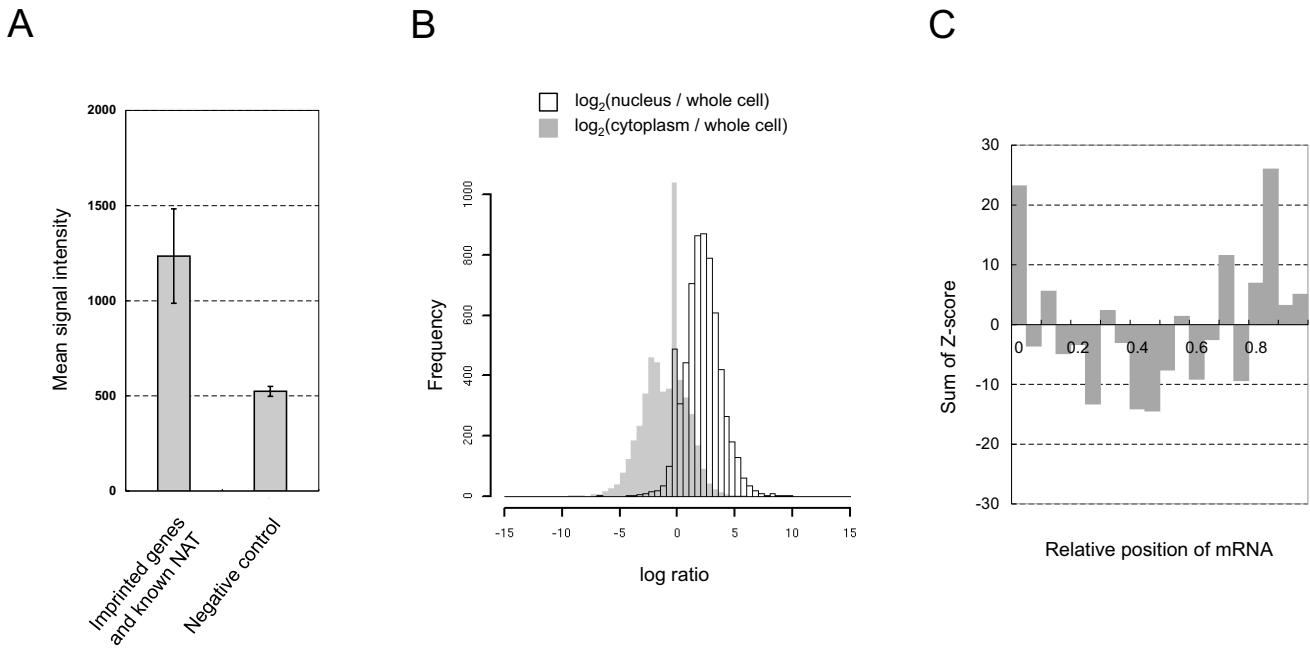 A
B
C
2000
1500
1000
500
0
Mean signal intensity
Imprinted genes
and known NAT
Negative control
log2(nucleus / whole cell)
log2(cytoplasm / whole cell)
Frequency
1000
800
600
400
200
0
-15 -10 -5 0 5 10 15
log ratio
30
20
10
0
-10
-20
-30
0 0.2 0.4 0.6 0.8
Sum of Z-score
Relative position of mRNA